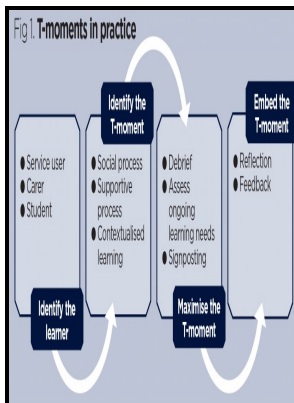 Fig 1. T-moments in practice
Identify the
T-moment
Embed the
T-moment
● Service user
● Carer
● Student
● Social process
● Supportive
process
● Contextualised
learning
● Debrief
● Assess
ongoing
learning needs
● Signposting
● Reflection
● Feedback
Identify the
learner
Maximise the
T-moment